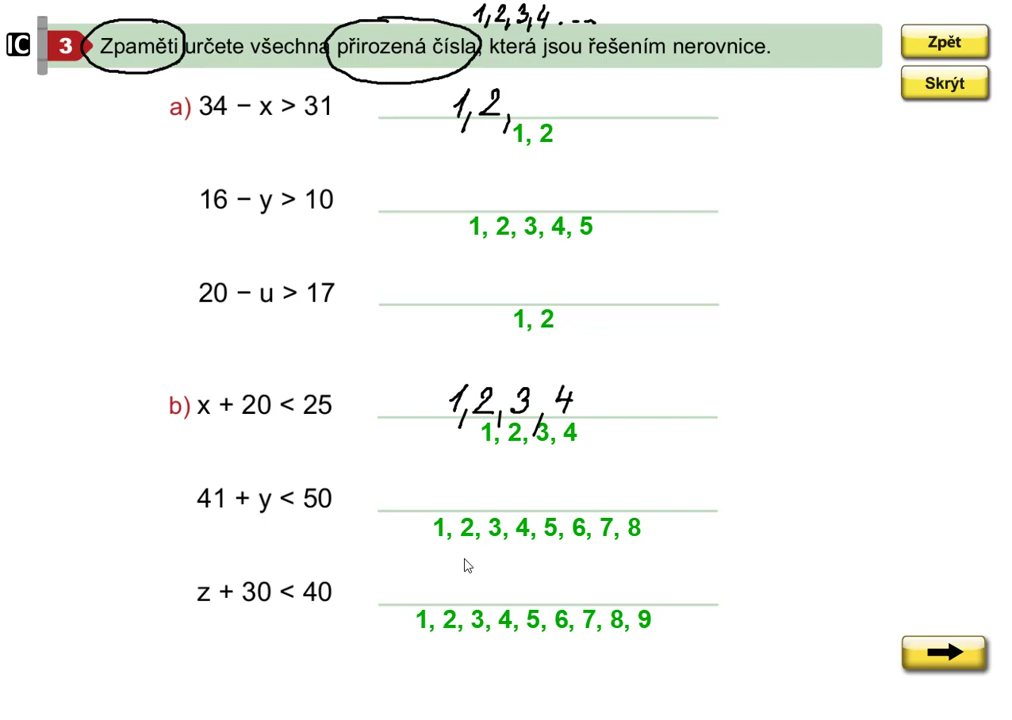 1,2,3,4 . --
IC 3 Zpaměti určete všechna přirozená čísla, která jsou řešením nerovnice. Zpět
Skrýt
a) 34 − x > 31 1, 2,
1, 2
16 − y > 10
1, 2, 3, 4, 5
20 − u > 17
1, 2
b) x + 20 < 25 1, 2, 3, 4
1, 2, 3, 4
41 + y < 50
1, 2, 3, 4, 5, 6, 7, 8
z + 30 < 40
1, 2, 3, 4, 5, 6, 7, 8, 9